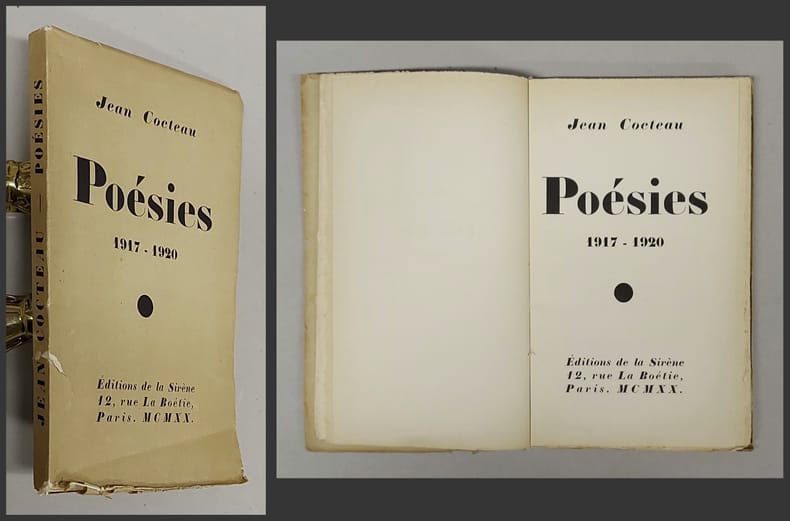 JEAN COCTEAU — POÉSIES
Jean Cocteau
Poésies
1917 - 1920
Éditions de la Sirène
12, rue La Boétie,
Paris. MCMXX.
Jean Cocteau
Poésies
1917 - 1920
Éditions de la Sirène
12, rue La Boétie,
Paris. MCMXX.